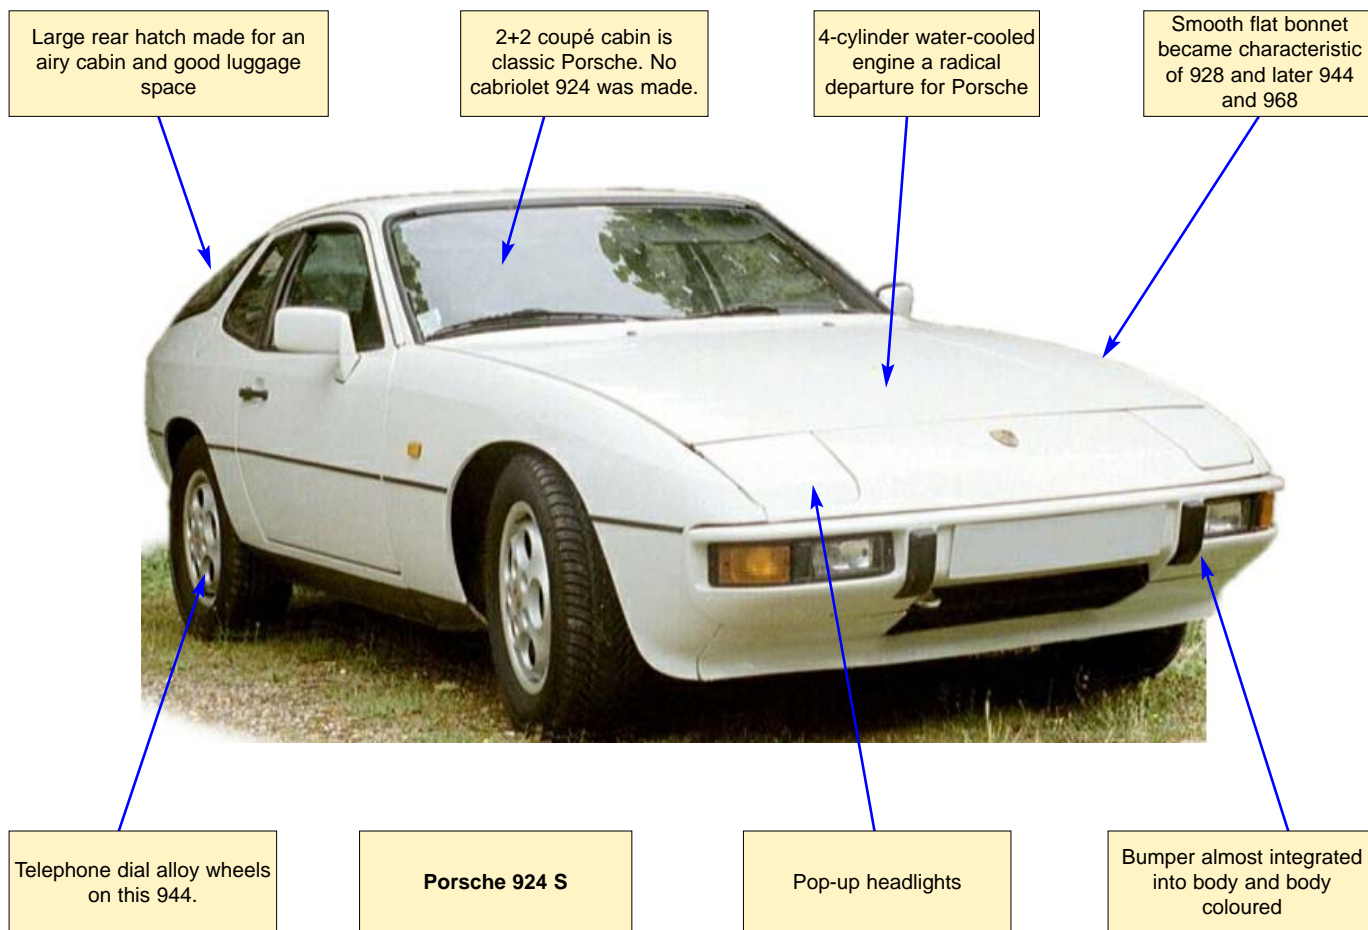 Large rear hatch made for an
airy cabin and good luggage
space
2+2 coupé cabin is
classic Porsche. No
cabriolet 924 was made.
4-cylinder water-cooled
engine a radical
departure for Porsche
Smooth flat bonnet
became characteristic
of 928 and later 944
and 968
Telephone dial alloy wheels
on this 944.
Porsche 924 S
Pop-up headlights
Bumper almost integrated
into body and body
coloured